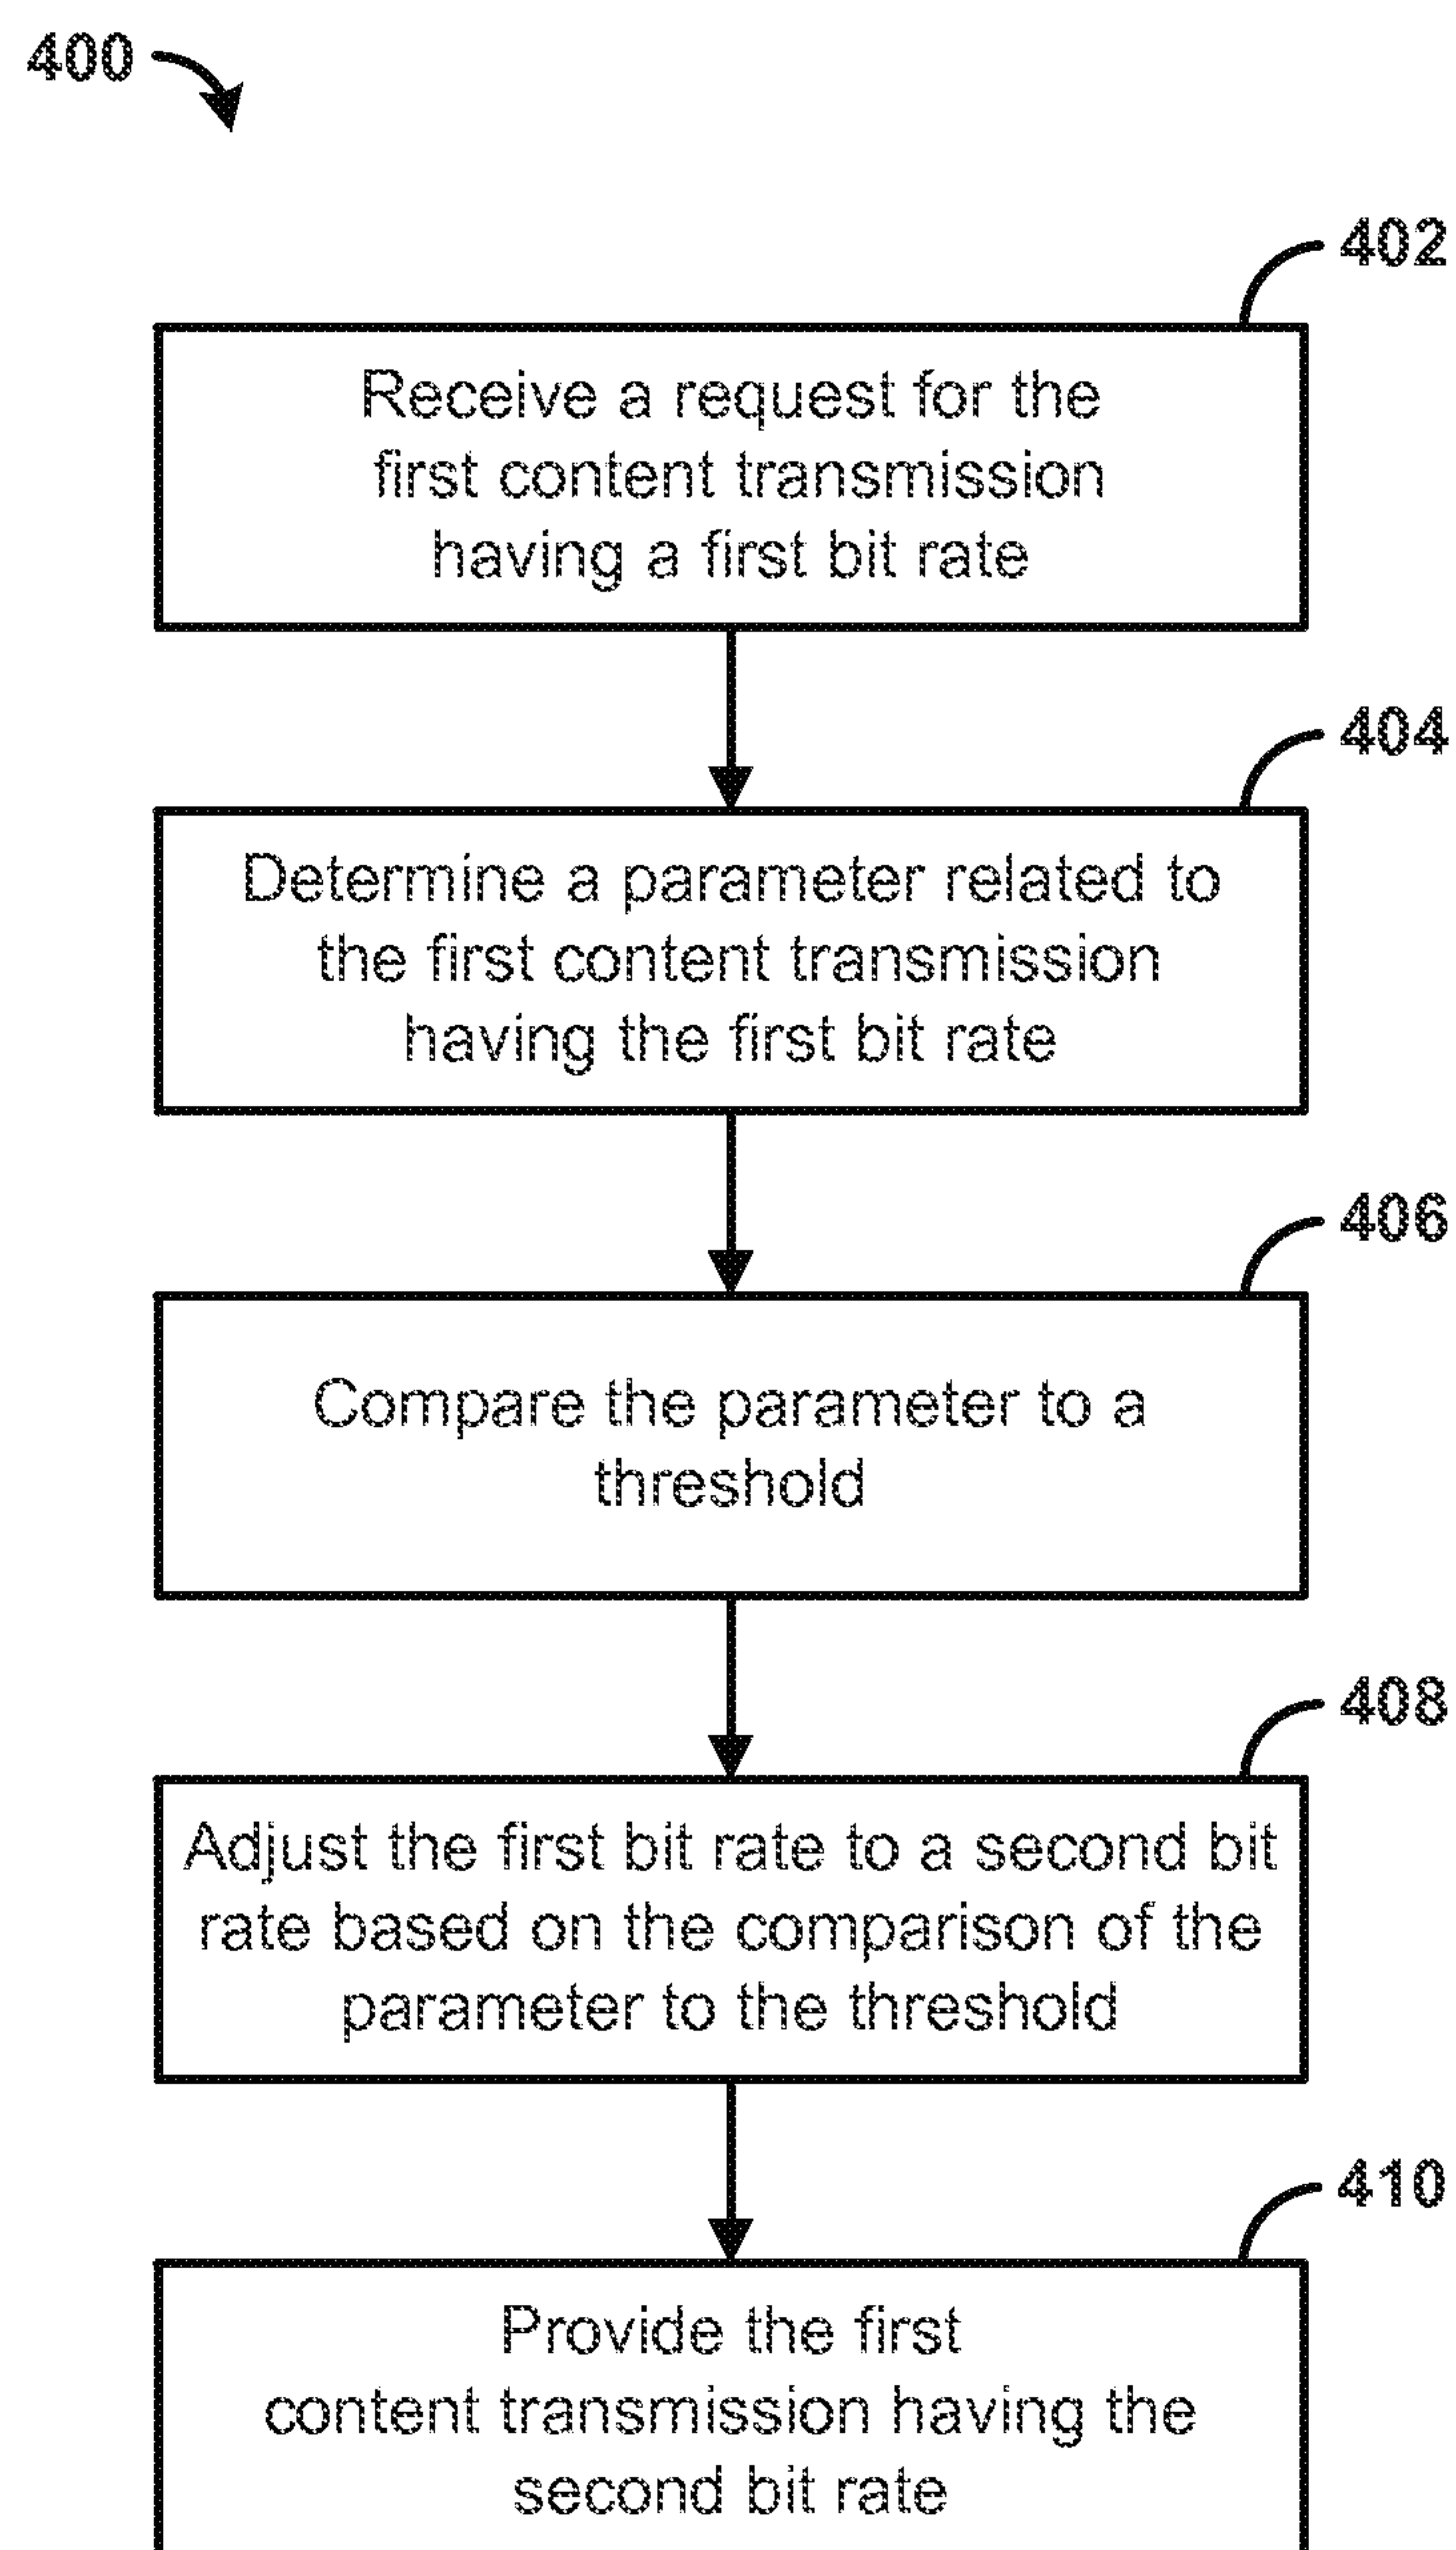 400
402
Receive a request for the
first content transmission
having a first bit rate
404
Determine a parameter related to
the first content transmission
having the first bit rate
406
Compare the parameter to a
threshold
408
Adjust the first bit rate to a second bit
rate based on the comparison of the
parameter to the threshold
410
Provide the first
content transmission having the
second bit rate